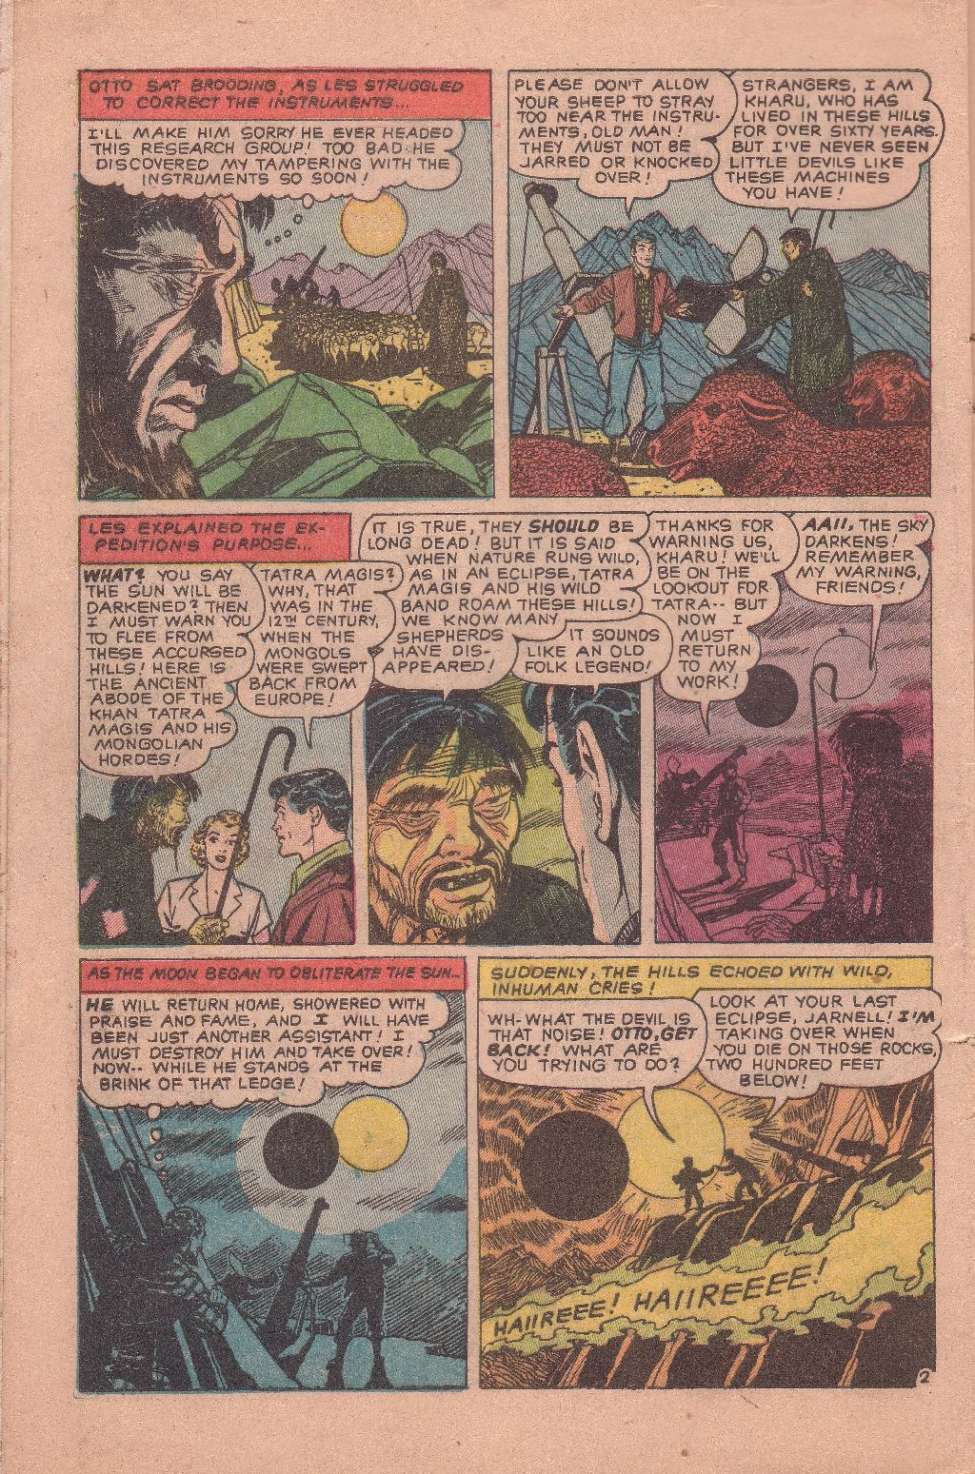 OTTO SAT BROODING, AS LES STRUGGLED
TO CORRECT THE INSTRUMENTS...
I'LL MAKE HIM SORRY HE EVER HEADED
THIS RESEARCH GROUP! TOO BAD HE
DISCOVERED MY TAMPERING WITH THE
INSTRUMENTS SO SOON!
PLEASE DON'T ALLOW
YOUR SHEEP TO STRAY
TOO NEAR THE INSTRU-
MENTS, OLD MAN!
THEY MUST NOT BE
JARRED OR KNOCKED
OVER!
STRANGERS, I AM
KHARU, WHO HAS
LIVED IN THESE HILLS
FOR OVER SIXTY YEARS.
BUT I'VE NEVER SEEN
LITTLE DEVILS LIKE
THESE MACHINES
YOU HAVE!
LES EXPLAINED THE EX-
PEDITION'S PURPOSE...
WHAT? YOU SAY
THE SUN WILL BE
DARKENED? THEN
I MUST WARN YOU
TO FLEE FROM
THESE ACCURSED
HILLS! HERE IS
THE ANCIENT
ABODE OF THE
KHAN TATRA
MAGIS AND HIS
MONGOLIAN
HORDES!
TATRA MAGIS?
WHY, THAT
WAS IN THE
12TH CENTURY,
WHEN THE
MONGOLS
WERE SWEPT
BACK FROM
EUROPE!
IT IS TRUE, THEY SHOULD BE
LONG DEAD! BUT IT IS SAID
WHEN NATURE RUNS WILD,
AS IN AN ECLIPSE, TATRA
MAGIS AND HIS WILD
BAND ROAM THESE HILLS!
WE KNOW MANY
SHEPHERDS
HAVE DIS-
APPEARED!
IT SOUNDS
LIKE AN OLD
FOLK LEGEND!
THANKS FOR
WARNING US,
KHARU! WE'LL
BE ON THE
LOOKOUT FOR
TATRA-- BUT
NOW I
MUST
RETURN
TO MY
WORK!
AAII, THE SKY
DARKENS!
REMEMBER
MY WARNING,
FRIENDS!
AS THE MOON BEGAN TO OBLITERATE THE SUN...
HE WILL RETURN HOME, SHOWERED WITH
PRAISE AND FAME, AND I WILL HAVE
BEEN JUST ANOTHER ASSISTANT! I
MUST DESTROY HIM AND TAKE OVER!
NOW-- WHILE HE STANDS AT THE
BRINK OF THAT LEDGE!
SUDDENLY, THE HILLS ECHOED WITH WILD,
INHUMAN CRIES!
WH-WHAT THE DEVIL IS
THAT NOISE! OTTO, GET
BACK! WHAT ARE
YOU TRYING TO DO?
LOOK AT YOUR LAST
ECLIPSE, JARNELL! I'M
TAKING OVER WHEN
YOU DIE ON THOSE ROCKS,
TWO HUNDRED FEET
BELOW!
HAIIREEE! HAIIREEEE!
2